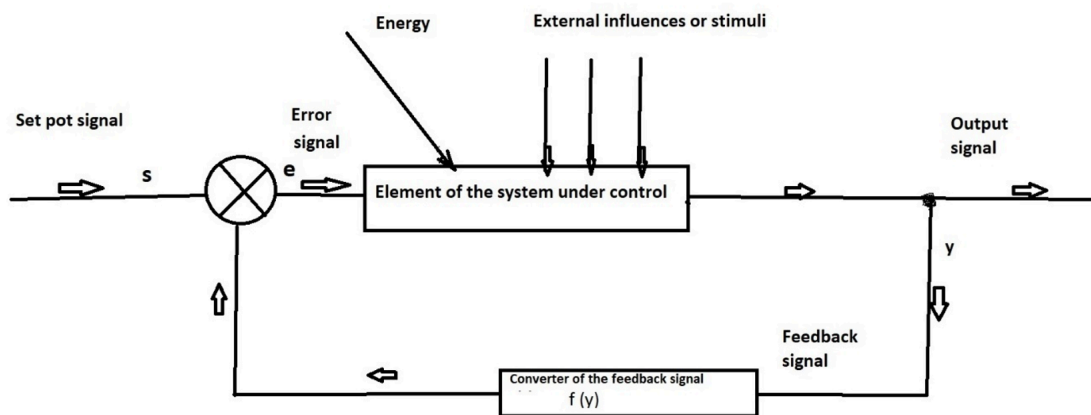 Energy
External influences or stimuli
Set pot signal
Error
signal
Output
signal
s
e
Element of the system under control
y
Feedback
signal
Converter of the feedback signal
f (y)